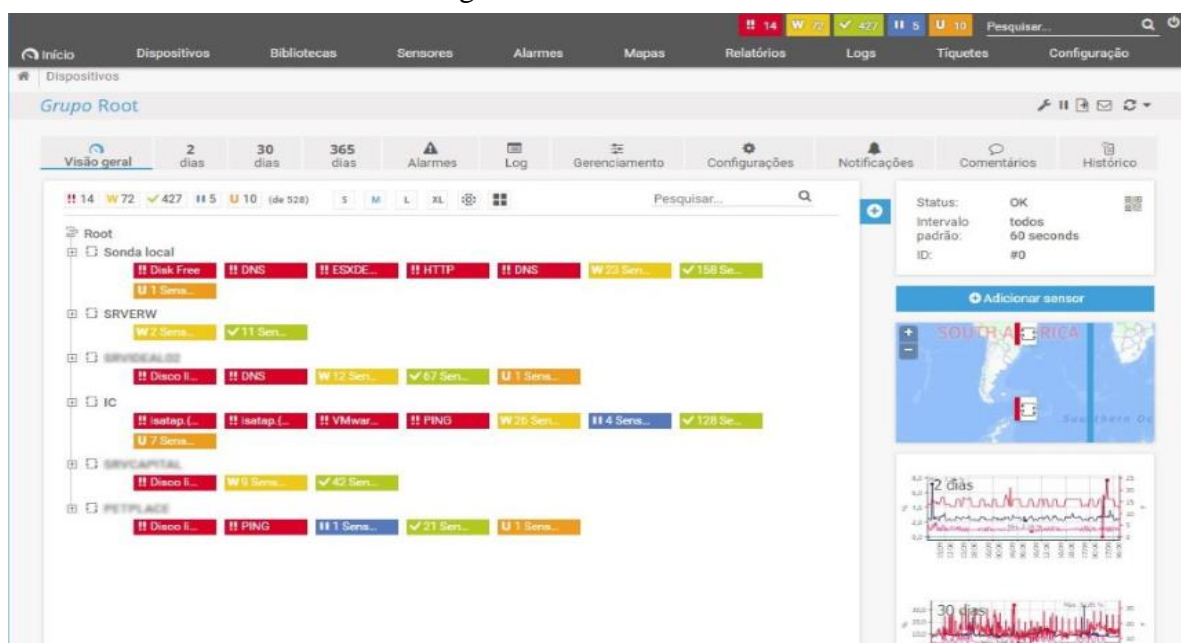 !! 14 W 72 ✓ 427 II 5 U 10 Pesquisar...
Início Dispositivos Bibliotecas Sensores Alarmes Mapas Relatórios Logs Tíquetes Configuração
Dispositivos
Grupo Root
Visão geral 2 dias 30 dias 365 dias Alarmes Log Gerenciamento Configurações Notificações Comentários Histórico
!! 14 W 72 ✓ 427 II 5 U 10 (de 528) S M L XL Pesquisar...
Status: OK
Intervalo padrão: todos 60 seconds
ID: #0
Root
Sonda local
!! Disk Free !! DNS !! ESXDE... !! HTTP !! DNS W 23 Sen... ✓ 158 Se...
U 1 Sens...
Adicionar sensor
SRVERW
W 2 Sens... ✓ 11 Sen...
SOUTH AMERICA
SRVIDEAL02
!! Disco li... !! DNS W 12 Sen... ✓ 67 Sen... U 1 Sens...
IC
!! isatap.(... !! isatap.(... !! VMwar... !! PING W 26 Sen... II 4 Sens... ✓ 128 Se...
U 7 Sens...
SRVCAPITAL
!! Disco li... W 9 Sens... ✓ 42 Sen...
PETPLACE
!! Disco li... !! PING II 1 Sens... ✓ 21 Sen... U 1 Sens...
2 dias
30 dias